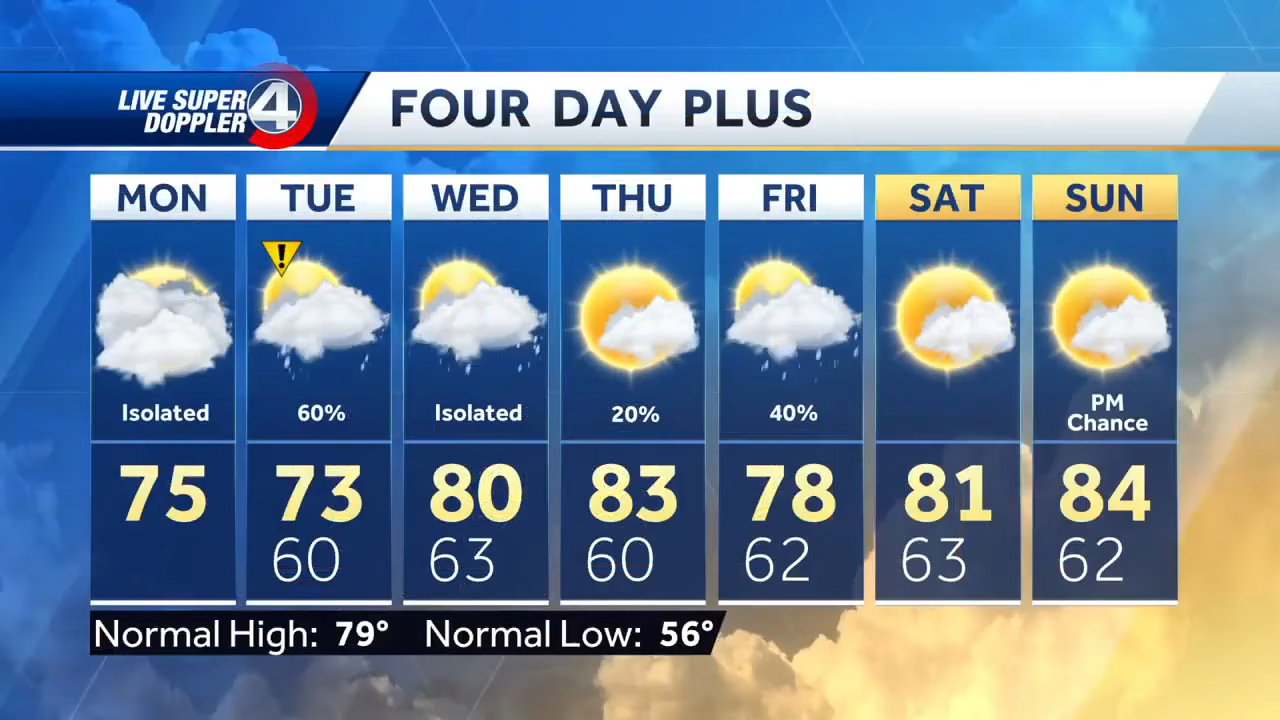 LIVE SUPER
DOPPLER 4
FOUR DAY PLUS
MON TUE WED THU FRI SAT SUN
!
Isolated 60% Isolated 20% 40% PM Chance
75 73 80 83 78 81 84
60 63 60 62 63 62
Normal High: 79° Normal Low: 56°